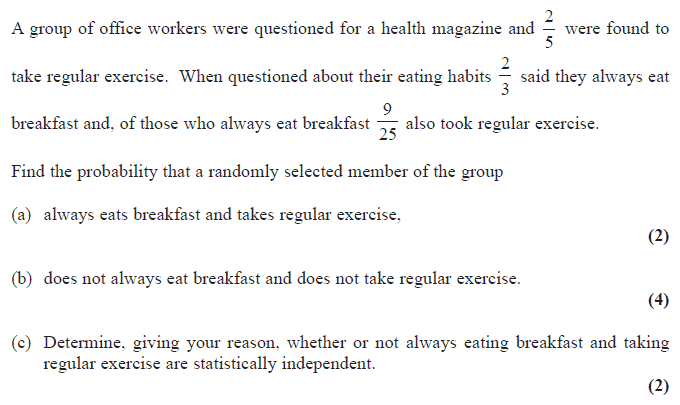 A group of office workers were questioned for a health magazine and 2/5 were found to
take regular exercise. When questioned about their eating habits 2/3 said they always eat
breakfast and, of those who always eat breakfast 9/25 also took regular exercise.
Find the probability that a randomly selected member of the group
(a) always eats breakfast and takes regular exercise,
(2)
(b) does not always eat breakfast and does not take regular exercise.
(4)
(c) Determine, giving your reason, whether or not always eating breakfast and taking
regular exercise are statistically independent.
(2)